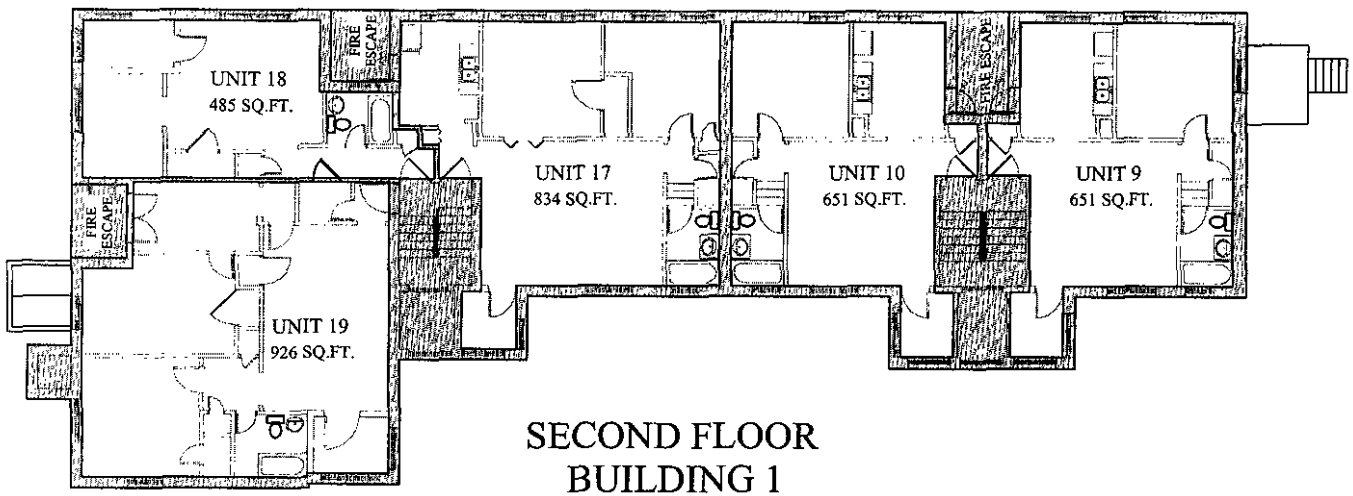 UNIT 18
485 SQ.FT.
FIRE
ESCAPE
UNIT 17
834 SQ.FT.
UNIT 10
651 SQ.FT.
FIRE ESCAPE
UNIT 9
651 SQ.FT.
FIRE
ESCAPE
UNIT 19
926 SQ.FT.
SECOND FLOOR
BUILDING 1